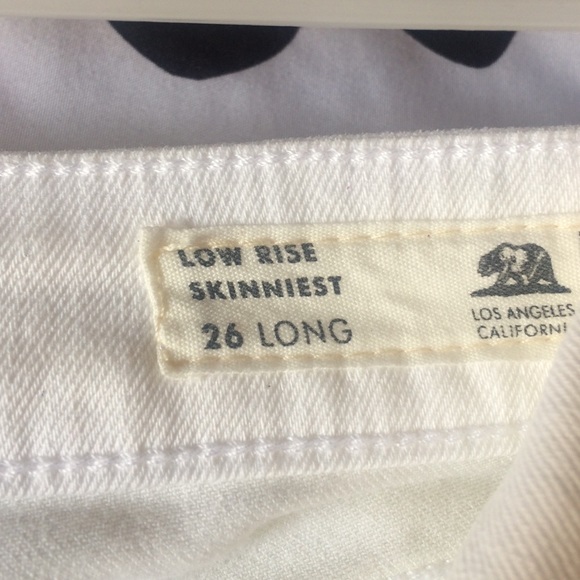 LOW RISE
SKINNIEST
26 LONG
LOS ANGELES
CALIFORNI